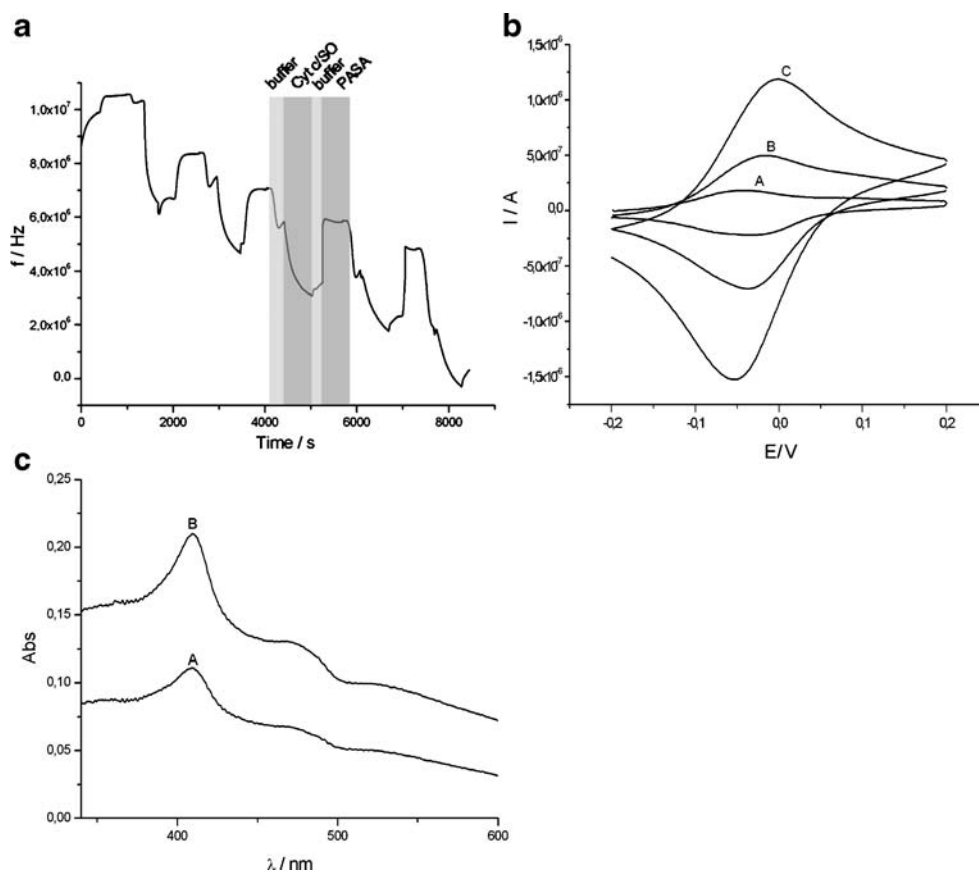 a
buffer
Cyt c/SO
buffer
PASA
1,0x10⁷
8,0x10⁶
6,0x10⁶
4,0x10⁶
2,0x10⁶
0,0
f / Hz
0 2000 4000 6000 8000
Time / s
b
1,5x10⁻⁶
1,0x10⁻⁶
5,0x10⁻⁷
0,0
-5,0x10⁻⁷
-1,0x10⁻⁶
-1,5x10⁻⁶
I / A
C
B
A
-0,2 -0,1 0,0 0,1 0,2
E/V
c
0,25
0,20
0,15
0,10
0,05
0,00
Abs
B
A
400 500 600
λ / nm